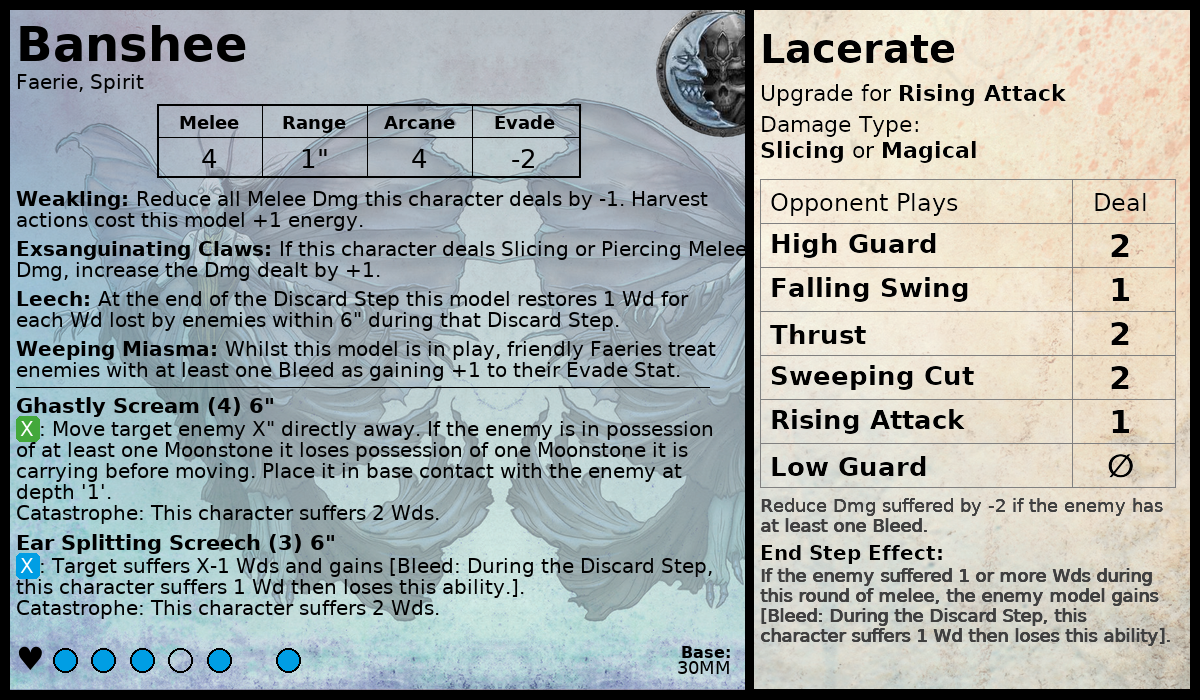 Banshee
Faerie, Spirit
Melee Range Arcane Evade
4 1" 4 -2
Weakling: Reduce all Melee Dmg this character deals by -1. Harvest
actions cost this model +1 energy.
Exsanguinating Claws: If this character deals Slicing or Piercing Melee
Dmg, increase the Dmg dealt by +1.
Leech: At the end of the Discard Step this model restores 1 Wd for
each Wd lost by enemies within 6" during that Discard Step.
Weeping Miasma: Whilst this model is in play, friendly Faeries treat
enemies with at least one Bleed as gaining +1 to their Evade Stat.
Ghastly Scream (4) 6"
X: Move target enemy X" directly away. If the enemy is in possession
of at least one Moonstone it loses possession of one Moonstone it is
carrying before moving. Place it in base contact with the enemy at
depth '1'.
Catastrophe: This character suffers 2 Wds.
Ear Splitting Screech (3) 6"
X: Target suffers X-1 Wds and gains [Bleed: During the Discard Step,
this character suffers 1 Wd then loses this ability.].
Catastrophe: This character suffers 2 Wds.
Base:
30MM
Lacerate
Upgrade for Rising Attack
Damage Type:
Slicing or Magical
Opponent Plays Deal
High Guard 2
Falling Swing 1
Thrust 2
Sweeping Cut 2
Rising Attack 1
Low Guard ∅
Reduce Dmg suffered by -2 if the enemy has
at least one Bleed.
End Step Effect:
If the enemy suffered 1 or more Wds during
this round of melee, the enemy model gains
[Bleed: During the Discard Step, this
character suffers 1 Wd then loses this ability].